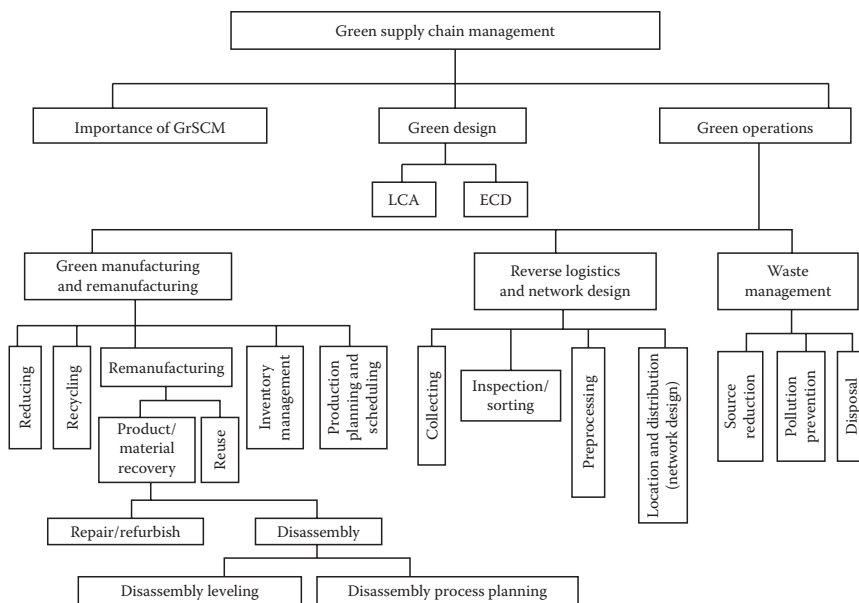 Green supply chain management
Importance of GrSCM
Green design
Green operations
LCA
ECD
Green manufacturing
and remanufacturing
Reverse logistics
and network design
Waste
management
Reducing
Recycling
Remanufacturing
Inventory
management
Production
planning and
scheduling
Collecting
Inspection/
sorting
Preprocessing
Location and distribution
(network design)
Source
reduction
Pollution
prevention
Disposal
Product/
material
recovery
Reuse
Repair/refurbish
Disassembly
Disassembly leveling
Disassembly process planning